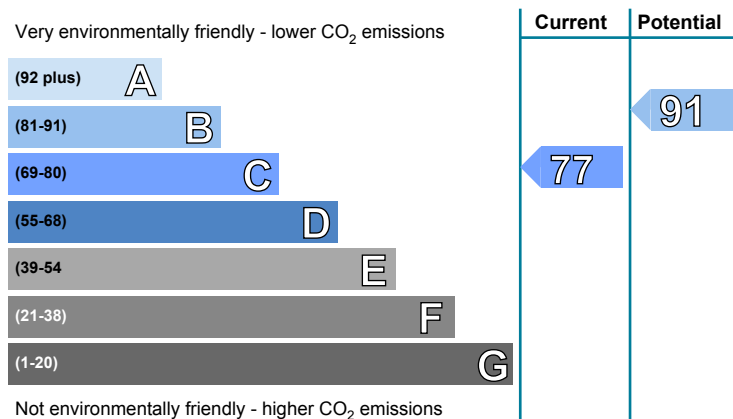 Very environmentally friendly - lower CO₂ emissions
Current
Potential
(92 plus) A
(81-91) B
(69-80) C
(55-68) D
(39-54 E
(21-38) F
(1-20) G
91
77
Not environmentally friendly - higher CO₂ emissions